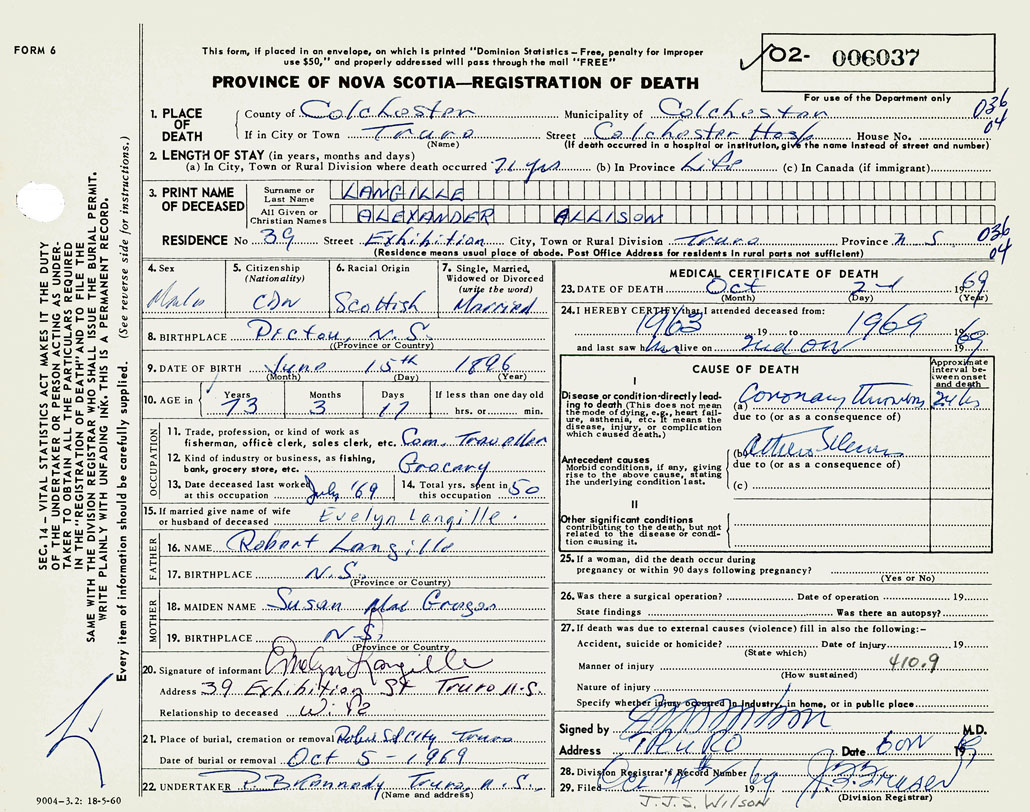 FORM 6
This form, if placed in an envelope, on which is printed "Dominion Statistics – Free, penalty for improper
use $50," and properly addressed will pass through the mail "FREE"
PROVINCE OF NOVA SCOTIA—REGISTRATION OF DEATH
02- 006037
For use of the Department only
1. PLACE OF DEATH County of Colchester Municipality of Colchester 036
If in City or Town Truro (Name) Street Colchester Hosp House No. 04
(If death occurred in a hospital or institution, give the name instead of street and number)
2. LENGTH OF STAY (in years, months and days)
(a) In City, Town or Rural Division where death occurred 71 yrs (b) In Province Life (c) In Canada (if immigrant)
3. PRINT NAME OF DECEASED Surname or Last Name LANGILLE
All Given or Christian Names ALEXANDER ALLISON
RESIDENCE No 39 Street Exhibition City, Town or Rural Division Truro Province N.S. 036 04
(Residence means usual place of abode. Post Office Address for residents in rural parts not sufficient)
4. Sex Male
5. Citizenship (Nationality) CDN
6. Racial Origin Scottish
7. Single, Married, Widowed or Divorced (write the word) Married
8. BIRTHPLACE Pictou, N.S.
(Province or Country)
9. DATE OF BIRTH June 15th 1896
(Month) (Day) (Year)
10. AGE in Years 73 Months 3 Days 17 If less than one day old hrs. or min.
OCCUPATION
11. Trade, profession, or kind of work as fisherman, office clerk, sales clerk, etc. Com. Traveller
12. Kind of industry or business, as fishing, bank, grocery store, etc. Grocery
13. Date deceased last worked at this occupation July '69 14. Total yrs. spent in this occupation 50
15. If married give name of wife or husband of deceased Evelyn Langille
FATHER
16. NAME Robert Langille
17. BIRTHPLACE N.S.
(Province or Country)
MOTHER
18. MAIDEN NAME Susan MacGregor
19. BIRTHPLACE N.S.
(Province or Country)
20. Signature of informant Evelyn Langille
Address 39 Exhibition St Truro N.S.
Relationship to deceased Wife
21. Place of burial, cremation or removal City Truro
Date of burial or removal Oct 5 - 1969
22. UNDERTAKER Truro, N.S.
(Name and address)
MEDICAL CERTIFICATE OF DEATH
23. DATE OF DEATH Oct 2nd 1969
(Month) (Day) (Year)
24. I HEREBY CERTIFY that I attended deceased from:
1963 19 to 1969 19
and last saw him alive on 2nd Oct 1969
CAUSE OF DEATH
Approximate interval between onset and death
I
Disease or condition directly leading to death (This does not mean the mode of dying, e.g., heart failure, asthenia, etc. It means the disease, injury, or complication which caused death.)
(a) Coronary Thrombosis 24 hrs
due to (or as a consequence of)
Antecedent causes
Morbid conditions, if any, giving rise to the above cause, stating the underlying condition last.
(b)
due to (or as a consequence of)
(c)
II
Other significant conditions
contributing to the death, but not related to the disease or condition causing it.
25. If a woman, did the death occur during
pregnancy or within 90 days following pregnancy?
(Yes or No)
26. Was there a surgical operation? Date of operation 19
State findings Was there an autopsy?
27. If death was due to external causes (violence) fill in also the following:–
Accident, suicide or homicide? Date of injury 19
(State which)
Manner of injury 410.9
(How sustained)
Nature of injury
Specify whether injury occurred in industry, in home, or in public place
Signed by M.D.
Address TRURO Date 19
28. Division Registrar's Record Number
29. Filed Oct 19 69
(Division Registrar)
J.J.S. WILSON
SEC. 14 – VITAL STATISTICS ACT MAKES IT THE DUTY
OF THE UNDERTAKER OR PERSON ACTING AS UNDER-
TAKER TO OBTAIN ALL THE PARTICULARS REQUIRED
IN THE "REGISTRATION OF DEATH" AND TO FILE THE
SAME WITH THE DIVISION REGISTRAR WHO SHALL ISSUE THE BURIAL PERMIT.
WRITE PLAINLY WITH UNFADING INK. THIS IS A PERMANENT RECORD.
Every item of information should be carefully supplied. (See reverse side for instructions.)
9004-3.2: 18-5-60